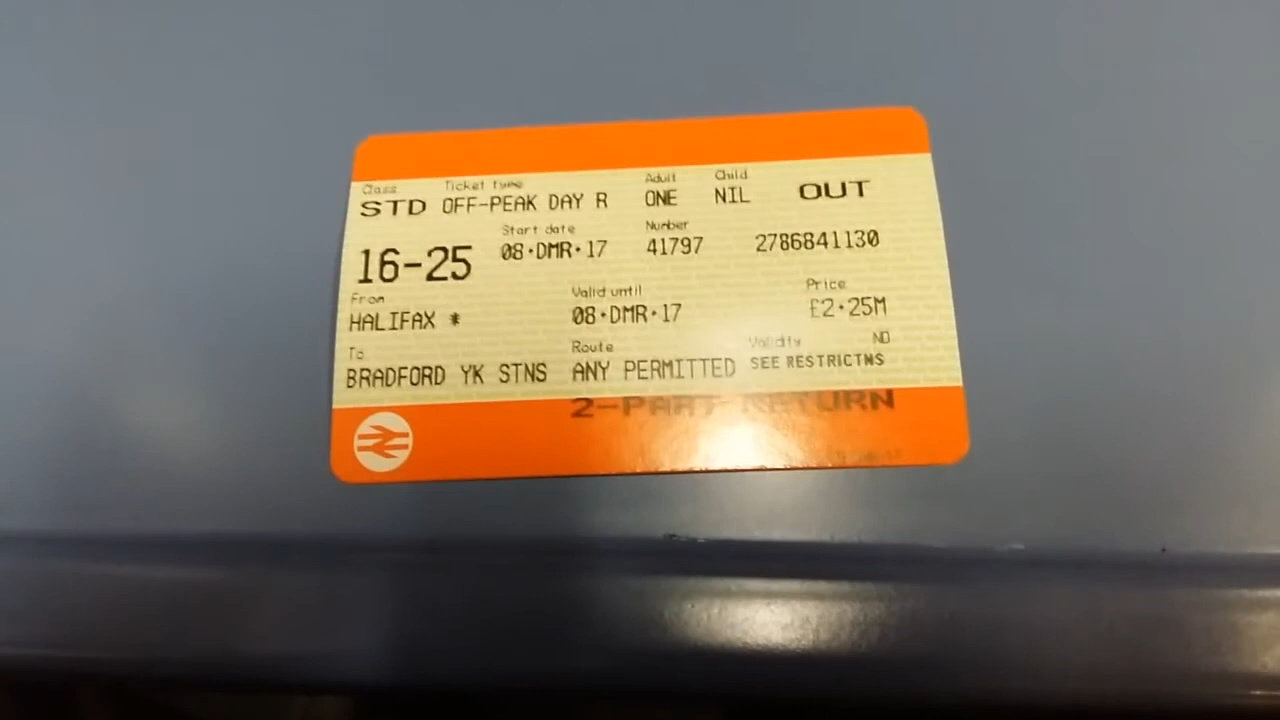 Class Ticket type Adult Child
STD OFF-PEAK DAY R ONE NIL OUT
Start date Number
16-25 08·DMR·17 41797 2786841130
From Valid until Price
HALIFAX * 08·DMR·17 £2·25M
To Route Validity ND
BRADFORD YK STNS ANY PERMITTED SEE RESTRICTNS
2-PART RETURN